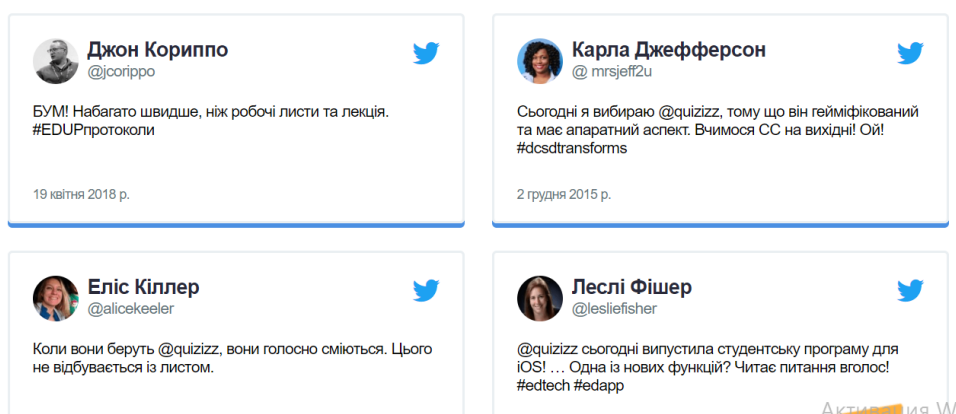 Джон Кориппо
@jcorippo
БУМ! Набагато швидше, ніж робочі листи та лекція.
#EDUPпротоколи
19 квітня 2018 р.
Карла Джефферсон
@ mrsjeff2u
Сьогодні я вибираю @quizizz, тому що він гейміфікований
та має апаратний аспект. Вчимося СС на вихідні! Ой!
#dcsdtransforms
2 грудня 2015 р.
Еліс Кіллер
@alicekeeler
Коли вони беруть @quizizz, вони голосно сміються. Цього
не відбувається із листом.
Леслі Фішер
@lesliefisher
@quizizz сьогодні випустила студентську програму для
iOS! … Одна із нових функцій? Читає питання вголос!
#edtech #edapp